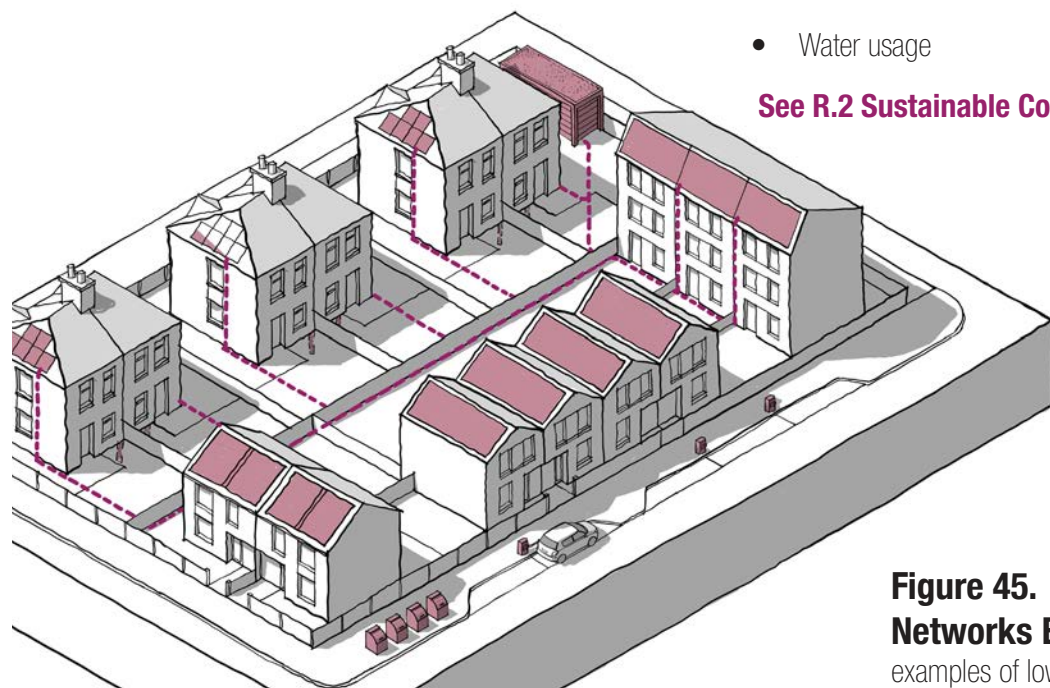 • Water usage
See R.2 Sustainable Co
Figure 45.
Networks
examples of lo